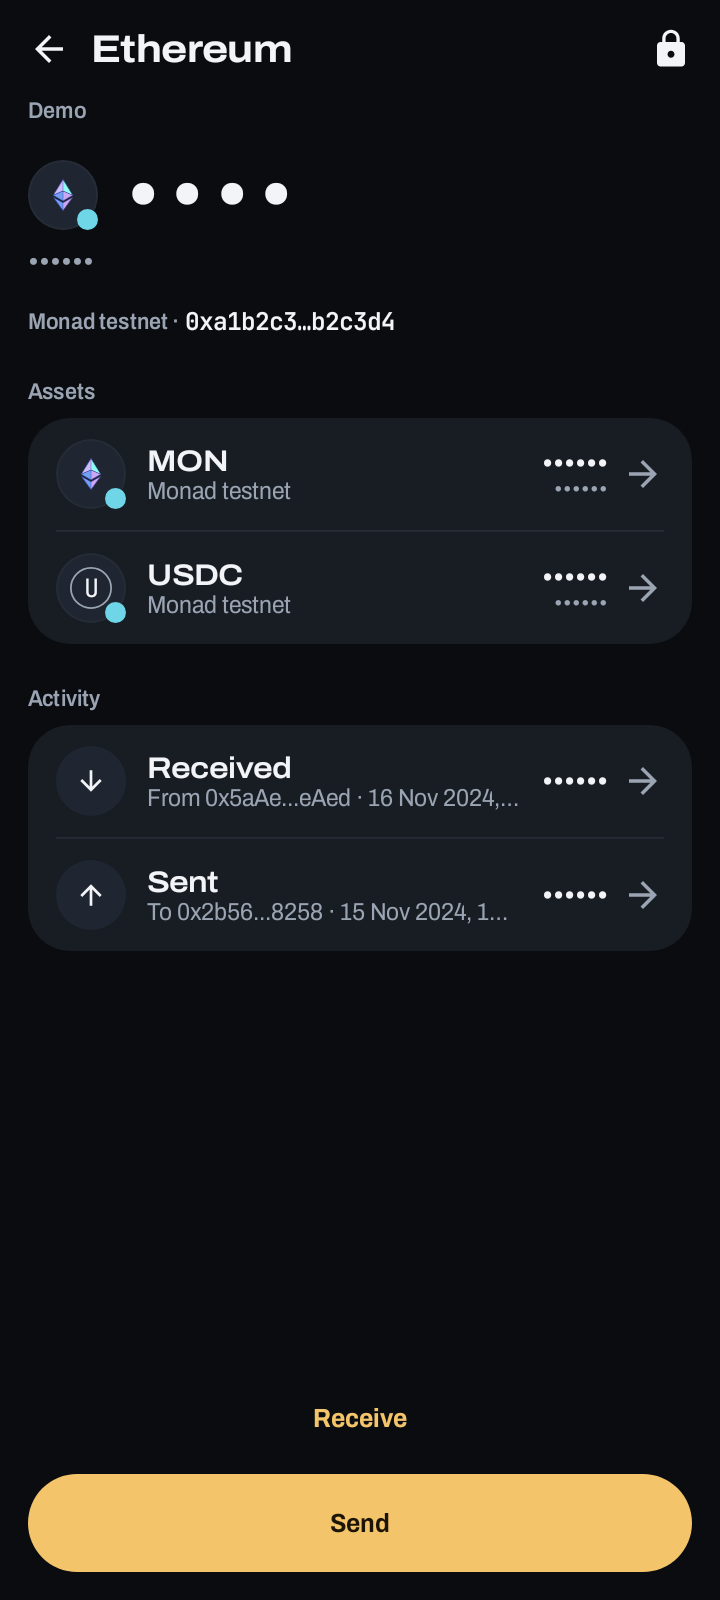 Ethereum
Demo
●●●●
••••••
Monad testnet · 0xa1b2c3…b2c3d4
Assets
MON
Monad testnet
••••••
••••••
U
USDC
Monad testnet
••••••
••••••
Activity
Received
From 0x5aAe…eAed · 16 Nov 2024,…
••••••
Sent
To 0x2b56…8258 · 15 Nov 2024, 1…
••••••
Receive
Send